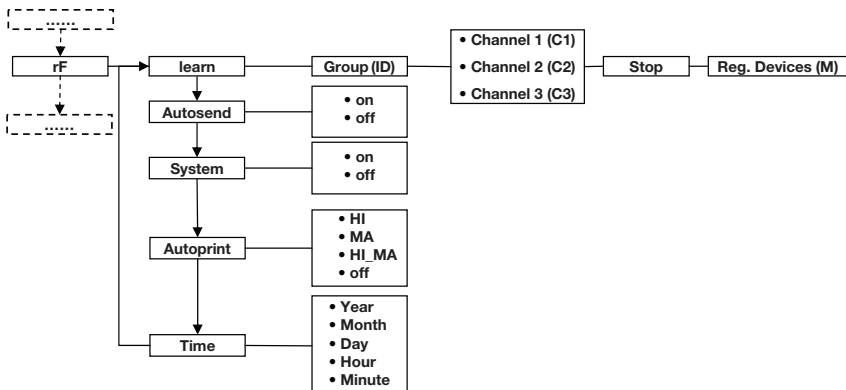 ......
rF
......
learn
Group (ID)
• Channel 1 (C1)
• Channel 2 (C2)
• Channel 3 (C3)
Stop
Reg. Devices (M)
Autosend
• on
• off
System
• on
• off
Autoprint
• HI
• MA
• HI_MA
• off
Time
• Year
• Month
• Day
• Hour
• Minute